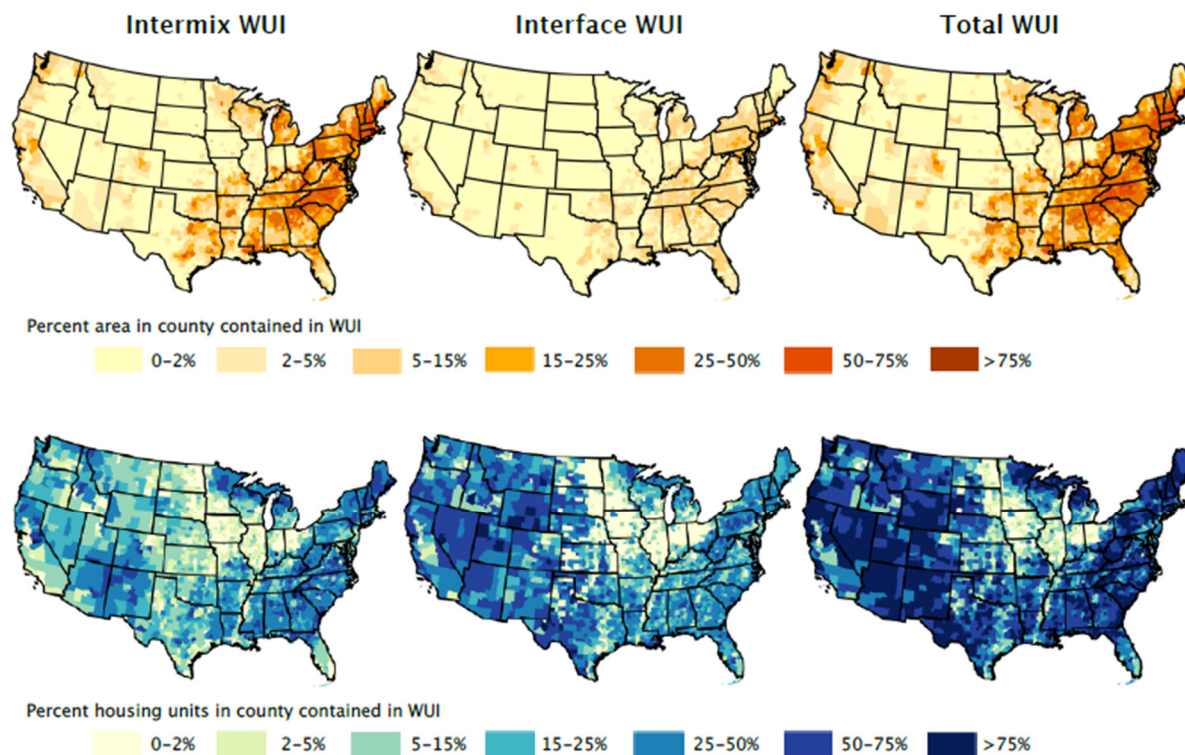 Intermix WUI Interface WUI Total WUI
Percent area in county contained in WUI
0-2% 2-5% 5-15% 15-25% 25-50% 50-75% >75%
Percent housing units in county contained in WUI
0-2% 2-5% 5-15% 15-25% 25-50% 50-75% >75%